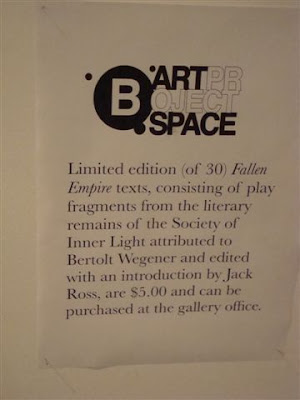 B ART PR
OJECT
SPACE
Limited edition (of 30) Fallen
Empire texts, consisting of play
fragments from the literary
remains of the Society of
Inner Light attributed to
Bertolt Wegener and edited
with an introduction by Jack
Ross, are $5.00 and can be
purchased at the gallery office.